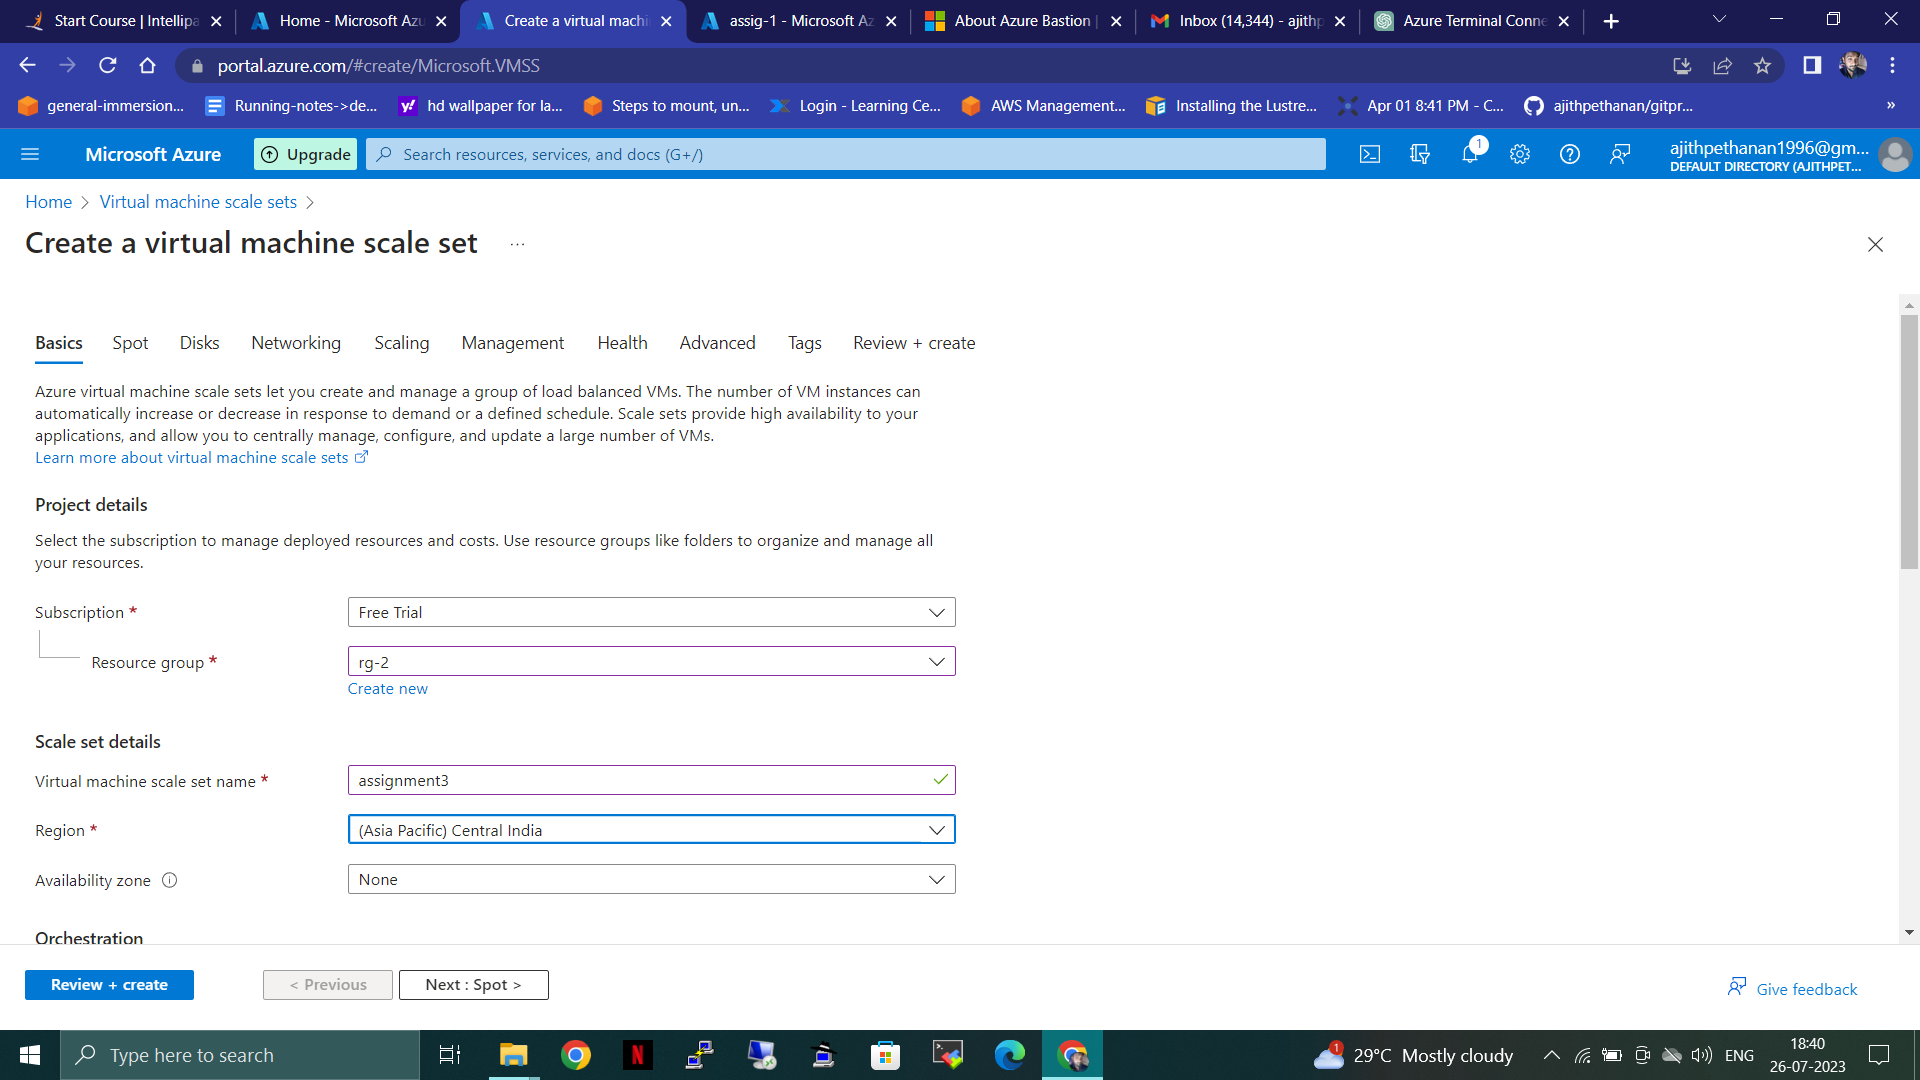 Start Course | Intellipa
Home - Microsoft Azu
Create a virtual machi
assig-1 - Microsoft Az
About Azure Bastion |
Inbox (14,344) - ajithp
Azure Terminal Conne
portal.azure.com/#create/Microsoft.VMSS
general-immersion...
Running-notes->de...
hd wallpaper for la...
Steps to mount, un...
Login - Learning Ce...
AWS Management...
Installing the Lustre...
Apr 01 8:41 PM - C...
ajithpethanan/gitpr...
»
Microsoft Azure
Upgrade
Search resources, services, and docs (G+/)
1
ajithpethanan1996@gm...
DEFAULT DIRECTORY (AJITHPET...
Home > Virtual machine scale sets >
Create a virtual machine scale set ...
Basics Spot Disks Networking Scaling Management Health Advanced Tags Review + create
Azure virtual machine scale sets let you create and manage a group of load balanced VMs. The number of VM instances can
automatically increase or decrease in response to demand or a defined schedule. Scale sets provide high availability to your
applications, and allow you to centrally manage, configure, and update a large number of VMs.
Learn more about virtual machine scale sets
Project details
Select the subscription to manage deployed resources and costs. Use resource groups like folders to organize and manage all
your resources.
Subscription *
Free Trial
Resource group *
rg-2
Create new
Scale set details
Virtual machine scale set name *
assignment3
Region *
(Asia Pacific) Central India
Availability zone
None
Orchestration
Review + create
< Previous
Next : Spot >
Give feedback
Type here to search
1
29°C Mostly cloudy
ENG
18:40
26-07-2023